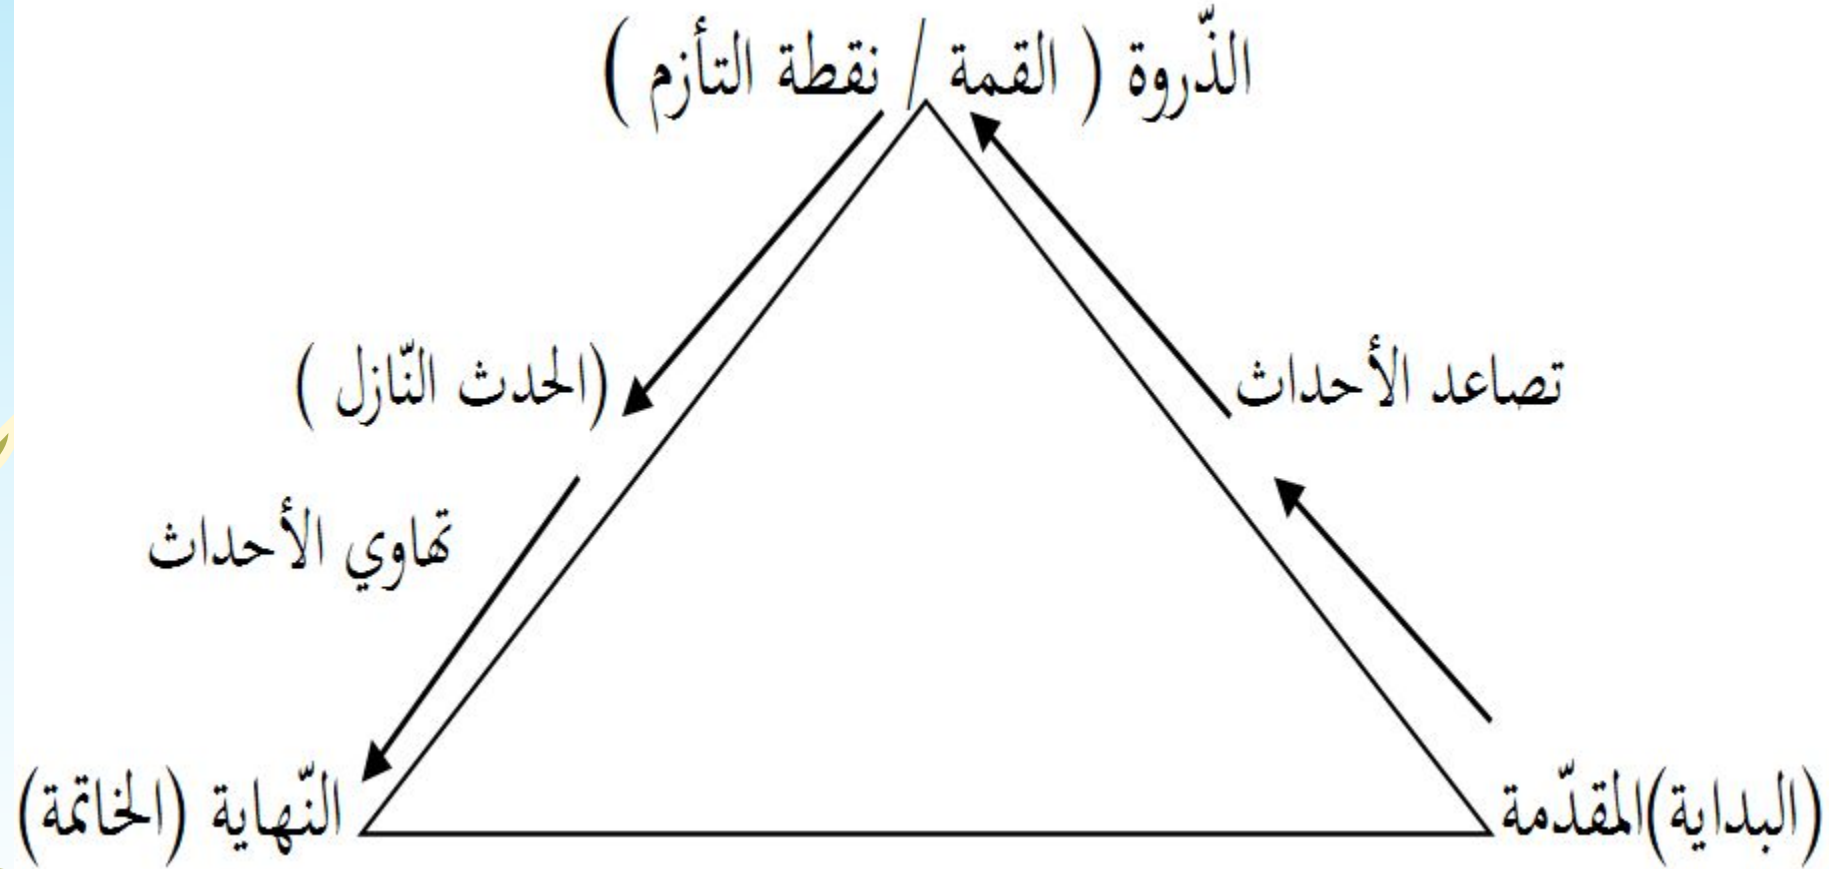 الذّروة ( القمة / نقطة التأزم )
تصاعد الأحداث
(الحدث النّازل )
تهاوي الأحداث
(البداية)المقدّمة
النّهاية (الخاتمة)